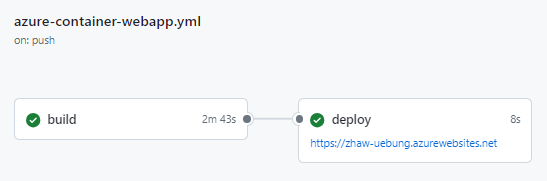 azure-container-webapp.yml
on: push
build 2m 43s
deploy 8s
https://zhaw-uebung.azurewebsites.net